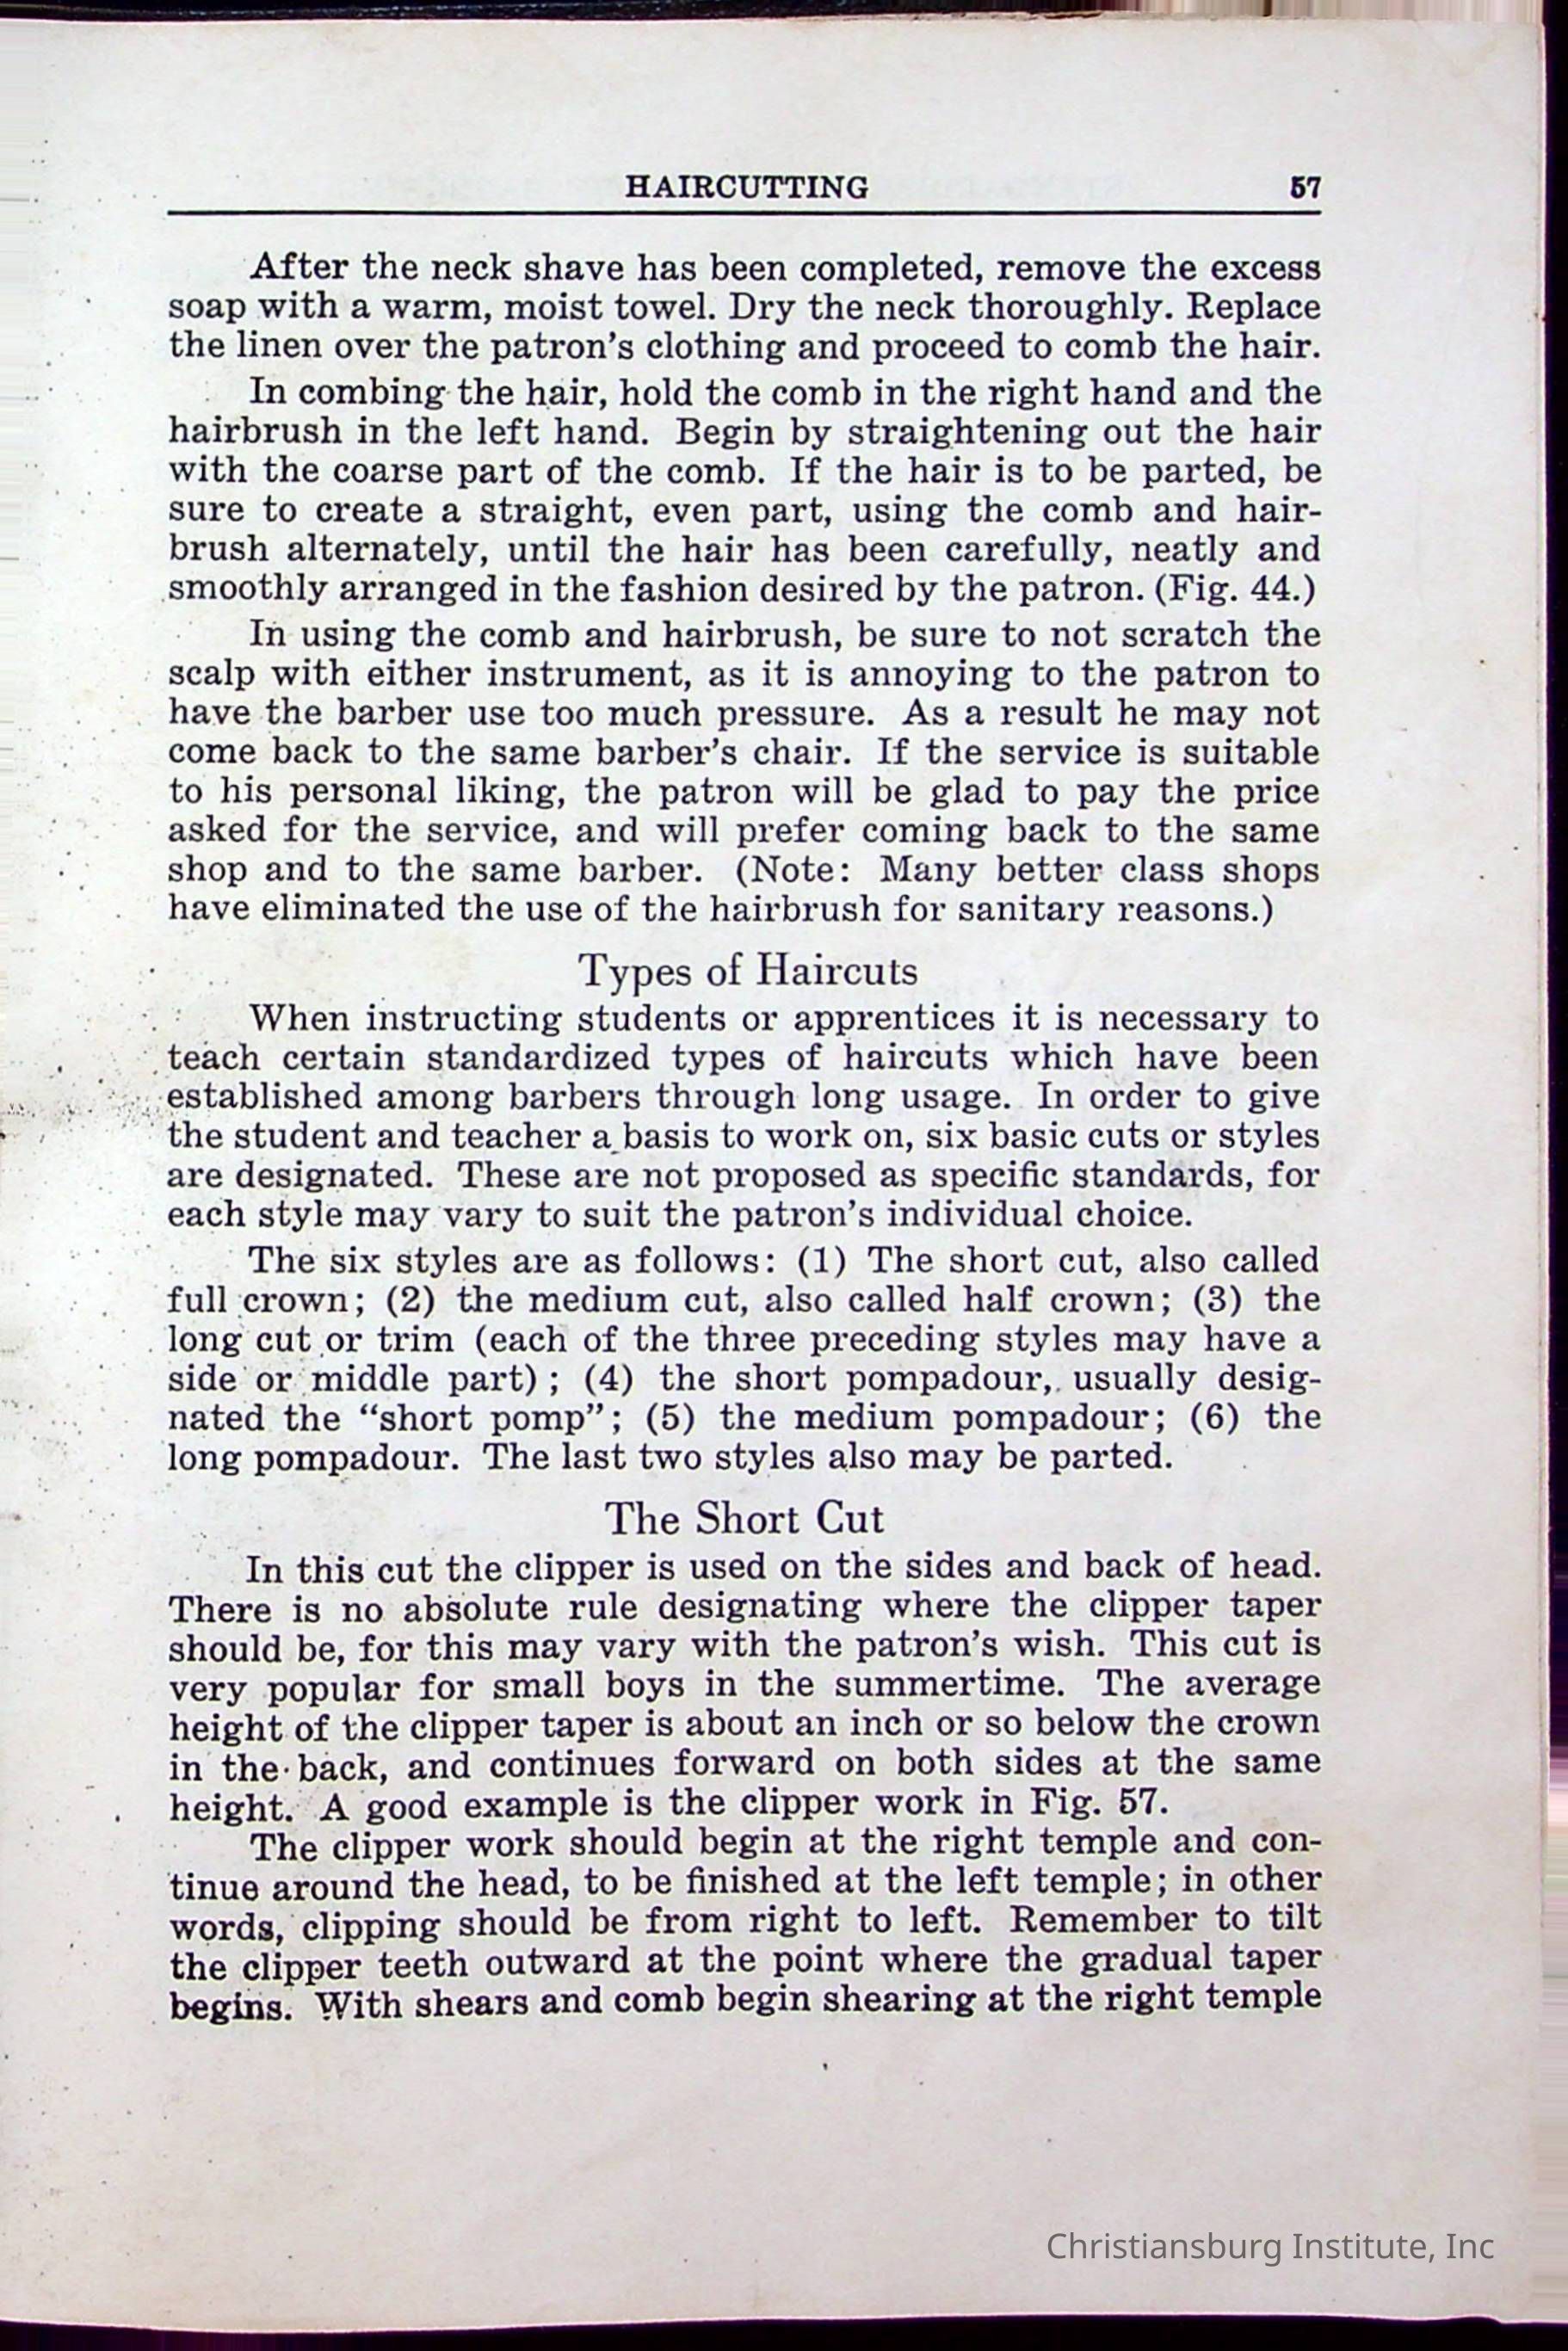 HAIRCUTTING 57
After the neck shave has been completed, remove the excess
soap with a warm, moist towel. Dry the neck thoroughly. Replace
the linen over the patron's clothing and proceed to comb the hair.
In combing the hair, hold the comb in the right hand and the
hairbrush in the left hand. Begin by straightening out the hair
with the coarse part of the comb. If the hair is to be parted, be
sure to create a straight, even part, using the comb and hair-
brush alternately, until the hair has been carefully, neatly and
smoothly arranged in the fashion desired by the patron. (Fig. 44.)
In using the comb and hairbrush, be sure to not scratch the
scalp with either instrument, as it is annoying to the patron to
have the barber use too much pressure. As a result he may not
come back to the same barber's chair. If the service is suitable
to his personal liking, the patron will be glad to pay the price
asked for the service, and will prefer coming back to the same
shop and to the same barber. (Note: Many better class shops
have eliminated the use of the hairbrush for sanitary reasons.)
Types of Haircuts
When instructing students or apprentices it is necessary to
teach certain standardized types of haircuts which have been
established among barbers through long usage. In order to give
the student and teacher a basis to work on, six basic cuts or styles
are designated. These are not proposed as specific standards, for
each style may vary to suit the patron's individual choice.
The six styles are as follows: (1) The short cut, also called
full crown; (2) the medium cut, also called half crown; (3) the
long cut or trim (each of the three preceding styles may have a
side or middle part) ; (4) the short pompadour, usually desig-
nated the “short pomp”; (5) the medium pompadour; (6) the
long pompadour. The last two styles also may be parted.
The Short Cut
In this cut the clipper is used on the sides and back of head.
There is no absolute rule designating where the clipper taper
should be, for this may vary with the patron's wish. This cut is
very popular for small boys in the summertime. The average
height of the clipper taper is about an inch or so below the crown
in the back, and continues forward on both sides at the same
height. A good example is the clipper work in Fig. 57.
The clipper work should begin at the right temple and con-
tinue around the head, to be finished at the left temple; in other
words, clipping should be from right to left. Remember to tilt
the clipper teeth outward at the point where the gradual taper
begins. With shears and comb begin shearing at the right temple
Christiansburg Institute, Inc